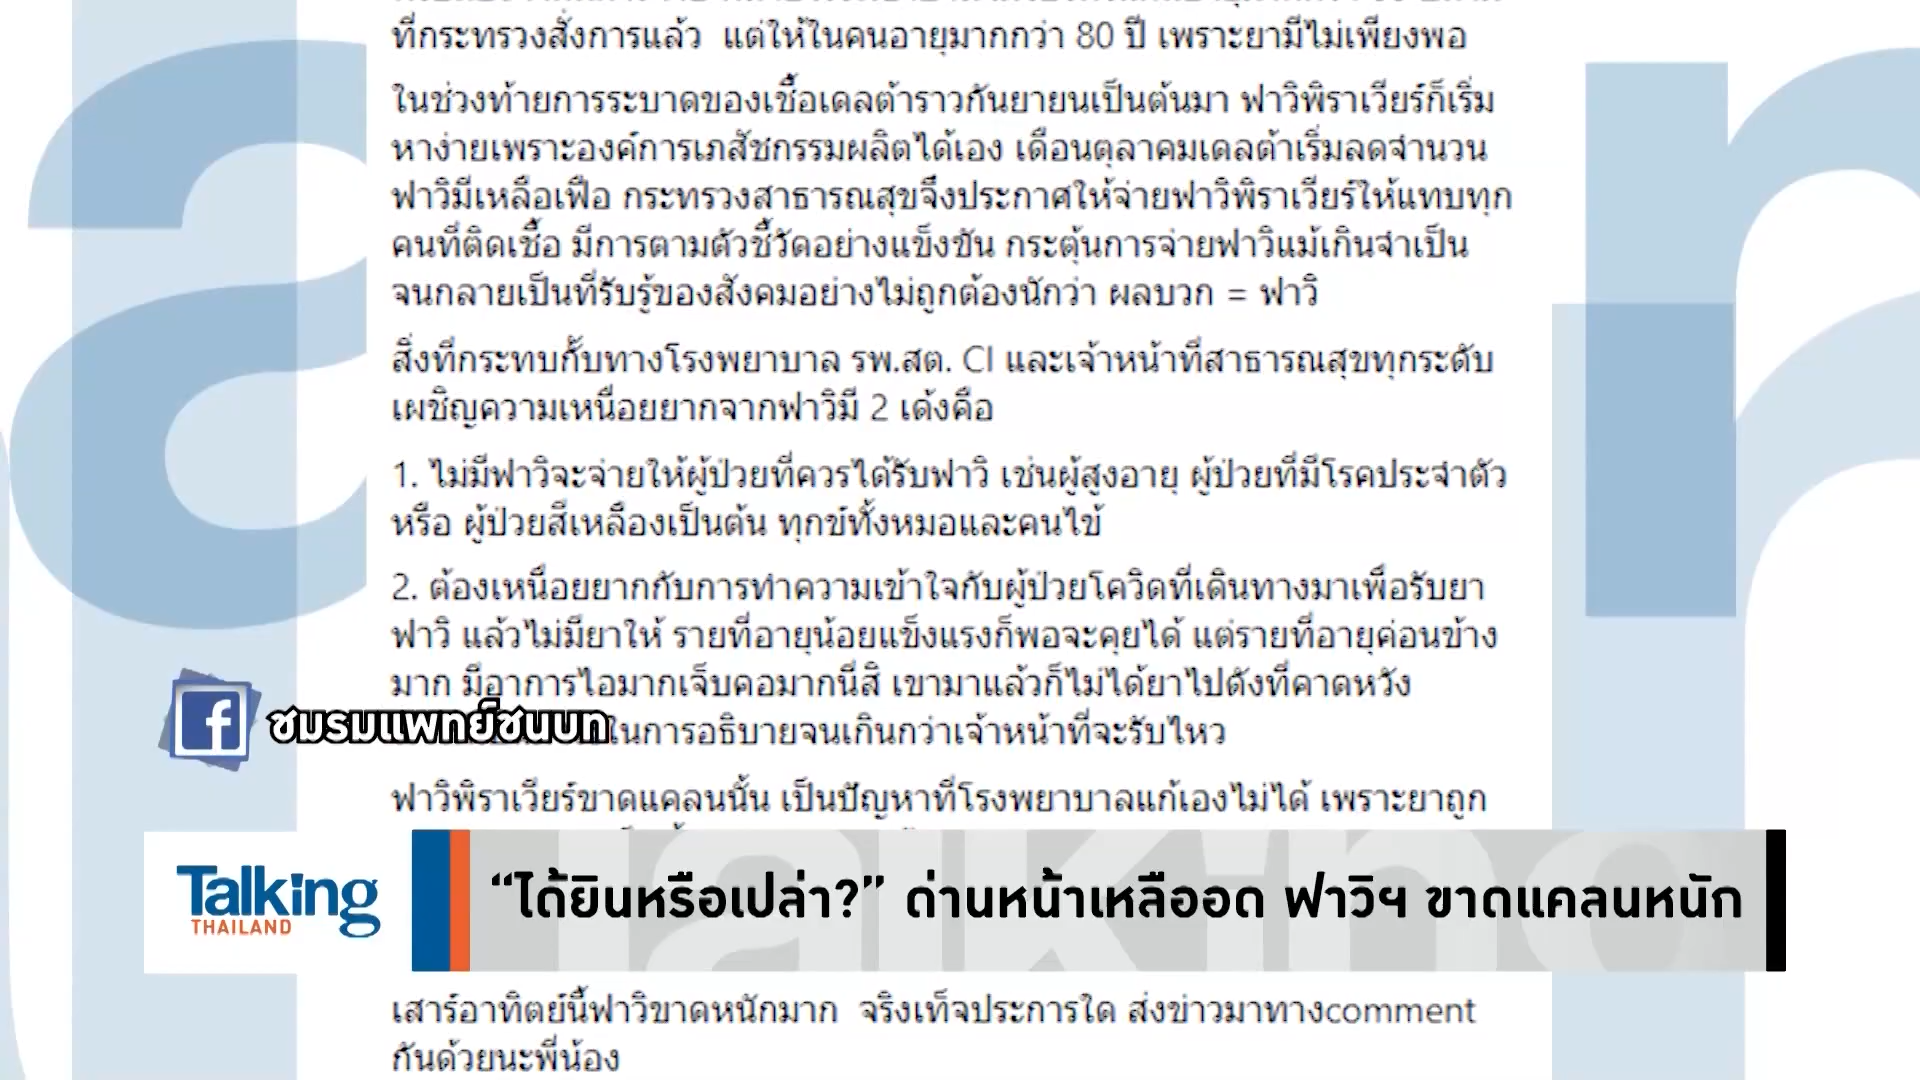 ที่กระทรวงสั่งการแล้ว แต่ให้ในคนอายุมากกว่า 80 ปี เพราะยามีไม่เพียงพอ
ในช่วงท้ายการระบาดของเชื้อเดลต้าราวกันยายนเป็นต้นมา ฟาวิพิราเวียร์ก็เริ่ม
หาง่ายเพราะองค์การเภสัชกรรมผลิตได้เอง เดือนตุลาคมเดลต้าเริ่มลดจำนวน
ฟาวิมีเหลือเฟือ กระทรวงสาธารณสุขจึงประกาศให้จ่ายฟาวิพิราเวียร์ให้แทบทุก
คนที่ติดเชื้อ มีการตามตัวชี้วัดอย่างแข็งขัน กระตุ้นการจ่ายฟาวิแม้เกินจำเป็น
จนกลายเป็นที่รับรู้ของสังคมอย่างไม่ถูกต้องนักว่า ผลบวก = ฟาวิ
สิ่งที่กระทบกั้บทางโรงพยาบาล รพ.สต. CI และเจ้าหน้าที่สาธารณสุขทุกระดับ
เผชิญความเหนื่อยยากจากฟาวิมี 2 เด้งคือ
1. ไม่มีฟาวิจะจ่ายให้ผู้ป่วยที่ควรได้รับฟาวิ เช่นผู้สูงอายุ ผู้ป่วยที่มีโรคประจำตัว
หรือ ผู้ป่วยสีเหลืองเป็นต้น ทุกข์ทั้งหมอและคนไข้
2. ต้องเหนื่อยยากกับการทำความเข้าใจกับผู้ป่วยโควิดที่เดินทางมาเพื่อรับยา
ฟาวิ แล้วไม่มียาให้ รายที่อายุน้อยแข็งแรงก็พอจะคุยได้ แต่รายที่อายุค่อนข้าง
มาก มีอาการไอมากเจ็บคอมากนี่สิ เขามาแล้วก็ไม่ได้ยาไปดังที่คาดหวัง
ในการอธิบายจนเกินกว่าเจ้าหน้าที่จะรับไหว
ชมรมแพทย์ชนบท
ฟาวิพิราเวียร์ขาดแคลนนั้น เป็นปัญหาที่โรงพยาบาลแก้เองไม่ได้ เพราะยาถูก
Talking
THAILAND
“ได้ยินหรือเปล่า?” ด่านหน้าเหลืออด ฟาวิฯ ขาดแคลนหนัก
เสาร์อาทิตย์นี้ฟาวิขาดหนักมาก จริงเท็จประการใด ส่งข่าวมาทางcomment
กันด้วยนะพี่น้อง